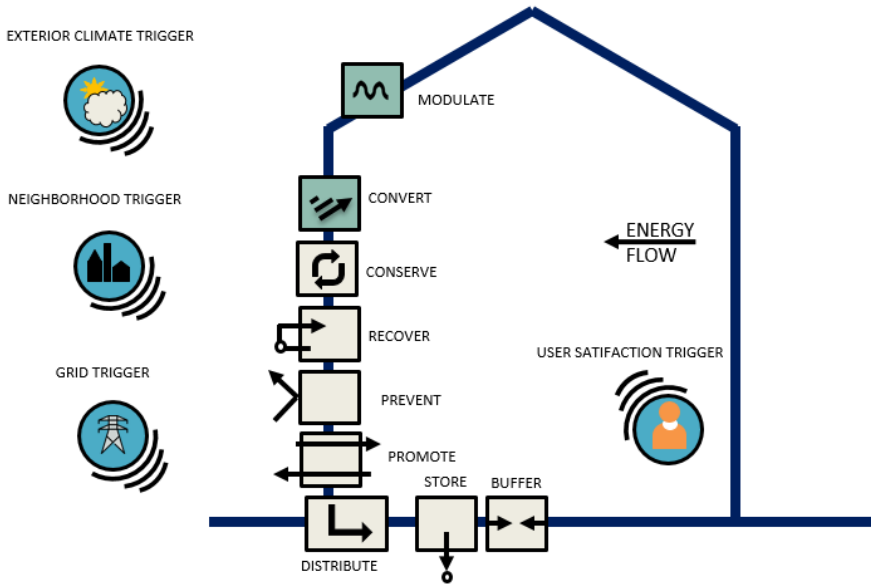 EXTERIOR CLIMATE TRIGGER
MODULATE
NEIGHBORHOOD TRIGGER
CONVERT
ENERGY
FLOW
CONSERVE
RECOVER
USER SATIFACTION TRIGGER
GRID TRIGGER
PREVENT
PROMOTE
STORE
BUFFER
DISTRIBUTE